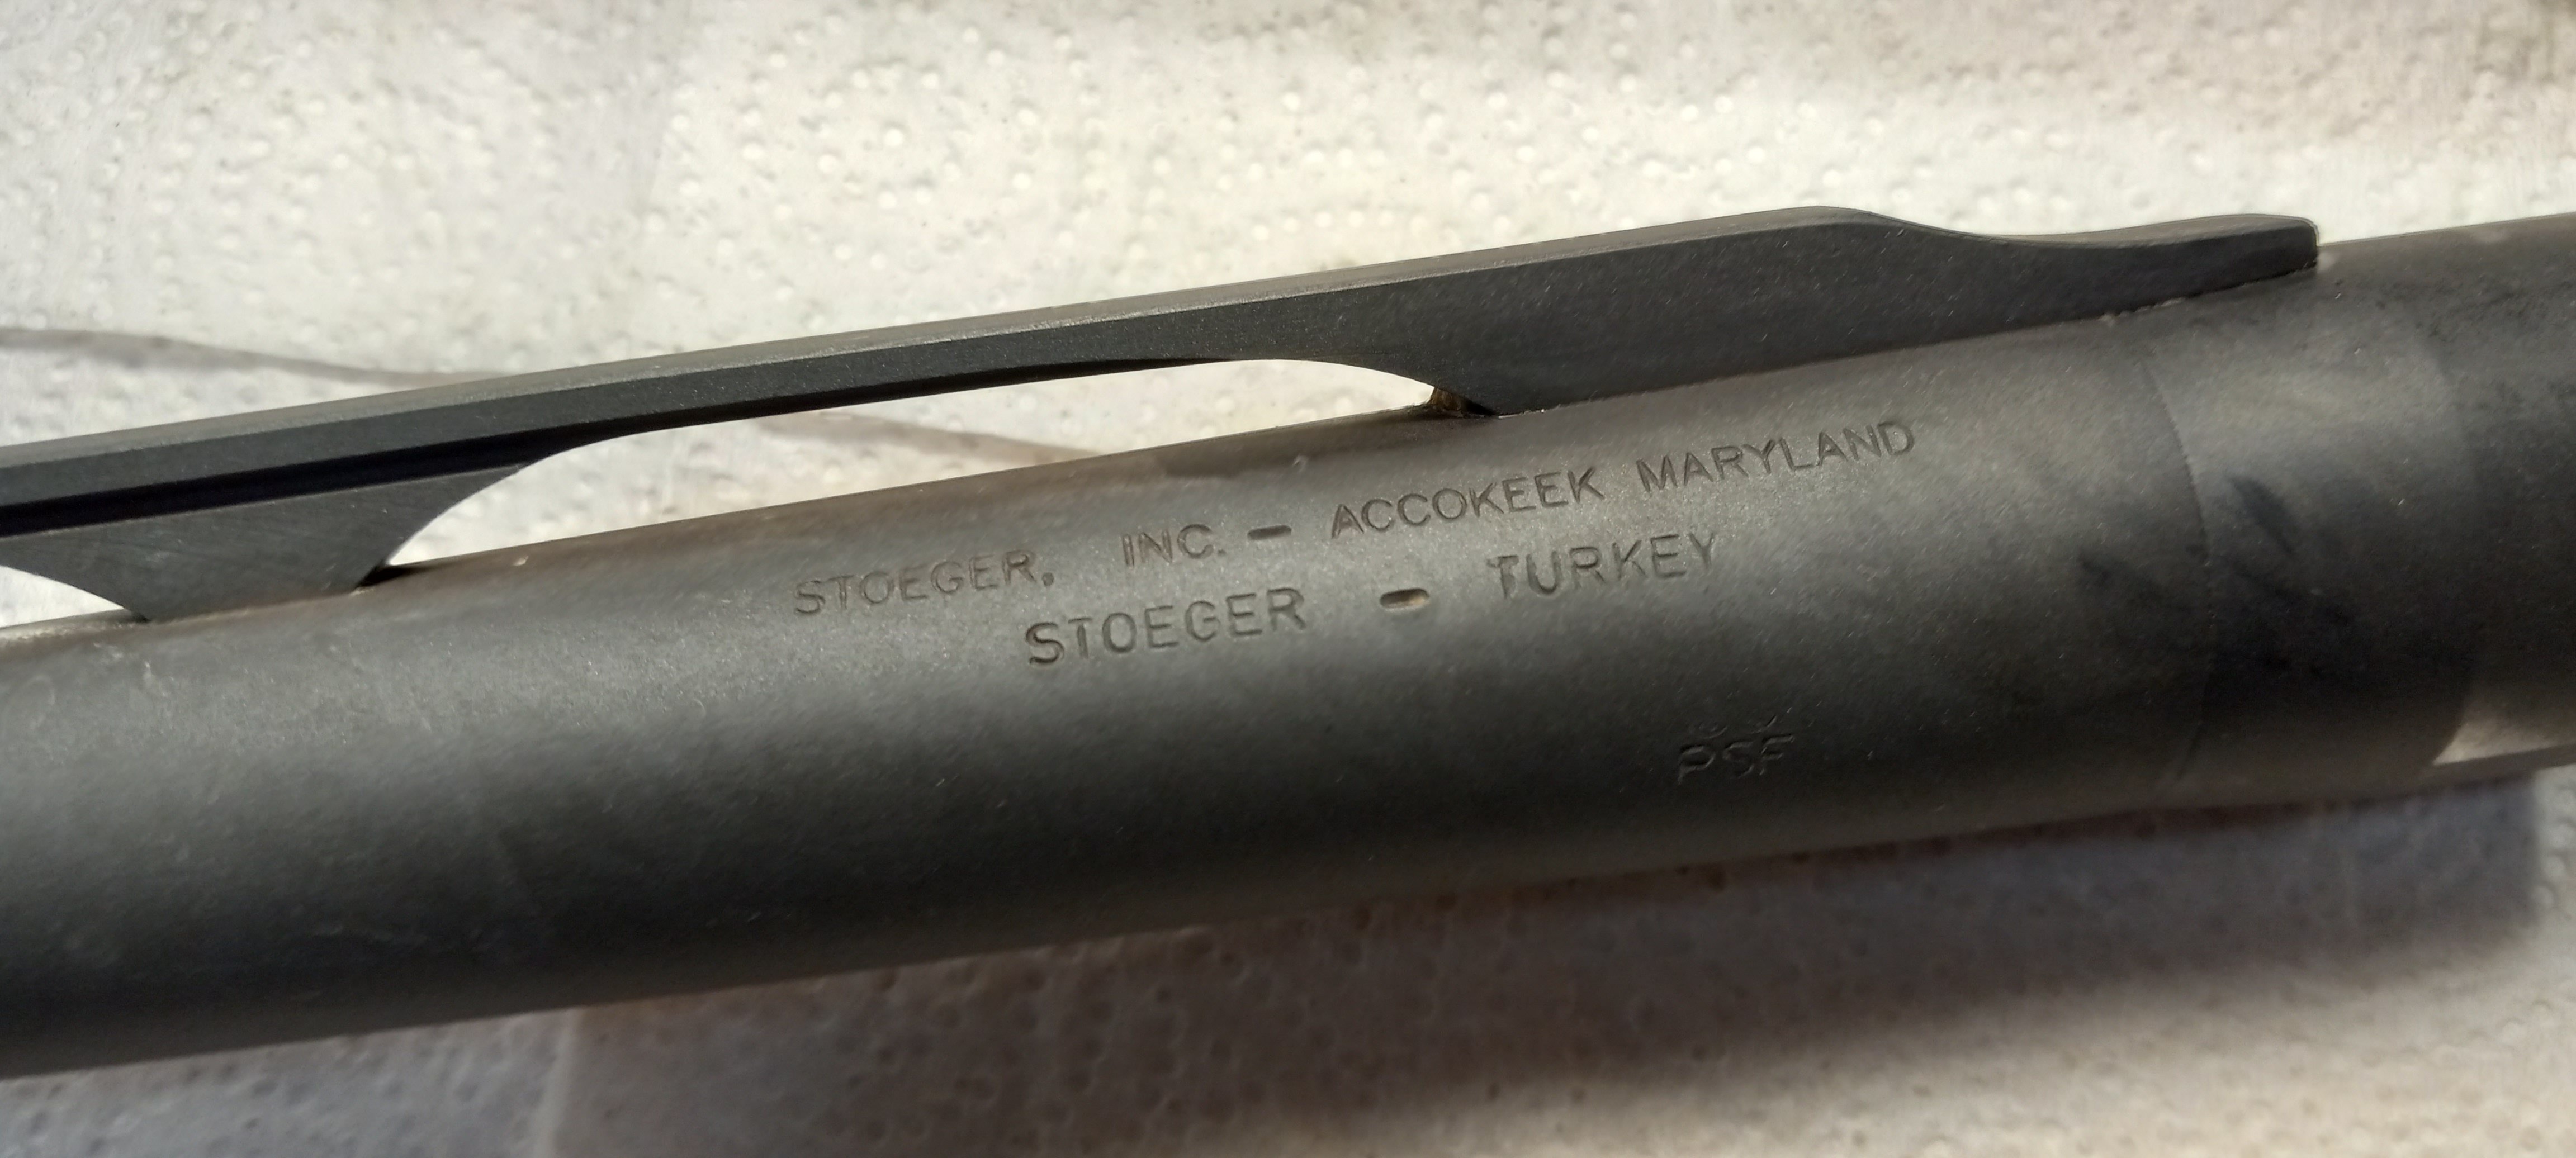 STOEGER, INC. - ACCOKEEK MARYLAND
STOEGER - TURKEY
PSF